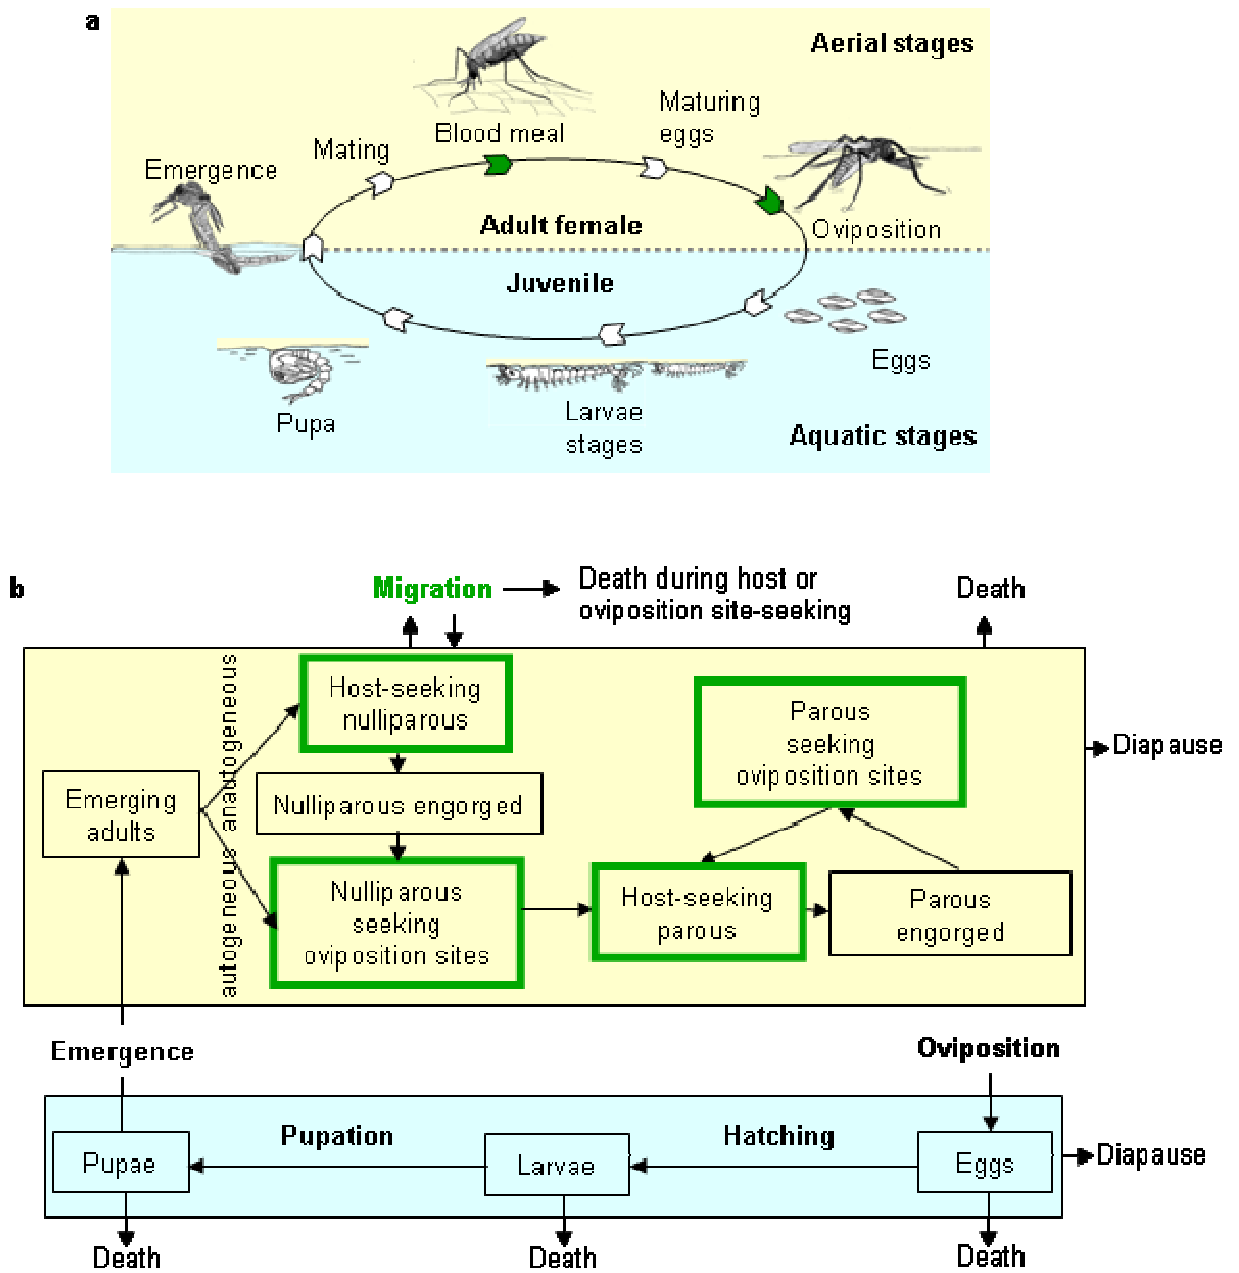 a
Aerial stages
Blood meal
Maturing
eggs
Mating
Emergence
Adult female
Oviposition
Juvenile
Eggs
Pupa
Larvae
stages
Aquatic stages
b
Migration
Death during host or
oviposition site-seeking
Death
anautogeneous
Host-seeking
nulliparous
Parous
seeking
oviposition sites
Diapause
Emerging
adults
Nulliparous engorged
autogeneous
Nulliparous
seeking
oviposition sites
Host-seeking
parous
Parous
engorged
Emergence
Oviposition
Pupation
Hatching
Pupae
Larvae
Eggs
Diapause
Death
Death
Death